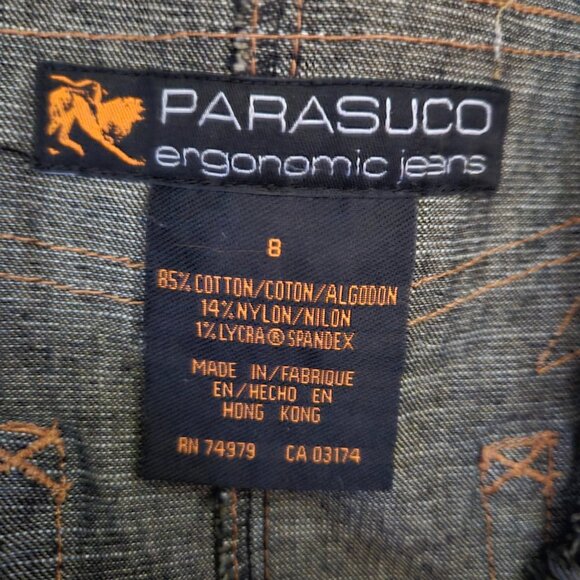 PARASUCO
ergonomic jeans
8
85% COTTON/COTON/ALGODON
14% NYLON/NILON
1% LYCRA® SPANDEX
MADE IN/FABRIQUE
EN/HECHO EN
HONG KONG
RN 74979 CA 03174